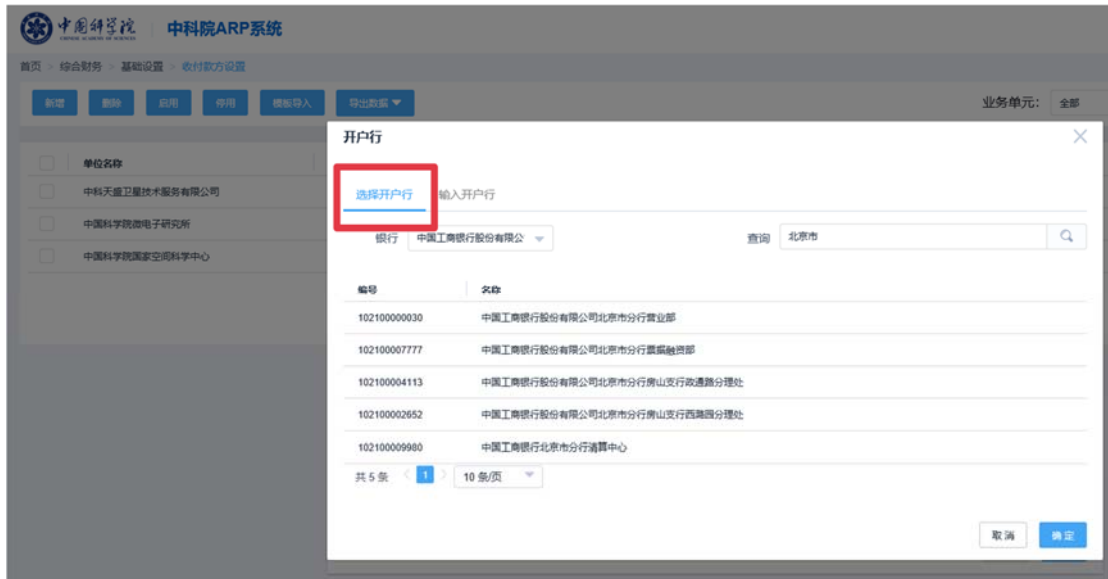 中国科学院 中科院ARP系统
CHINESE ACADEMY OF SCIENCES
首页 > 综合财务 > 基础设置 > 收付款方设置
新增 删除 启用 停用 模板导入 导出数据 业务单元: 全部
开户行
单位名称
选择开户行 输入开户行
中科天盛卫星技术服务有限公司
中国科学院微电子研究所
银行 中国工商银行股份有限公 查询 北京市
中国科学院国家空间科学中心
编号 名称
102100000030 中国工商银行股份有限公司北京市分行营业部
102100007777 中国工商银行股份有限公司北京市分行票据融资部
102100004113 中国工商银行股份有限公司北京市分行房山支行政通路分理处
102100002652 中国工商银行股份有限公司北京市分行房山支行西潞园分理处
102100009980 中国工商银行北京市分行清算中心
共 5 条 < 1 > 10 条/页
取消 确定